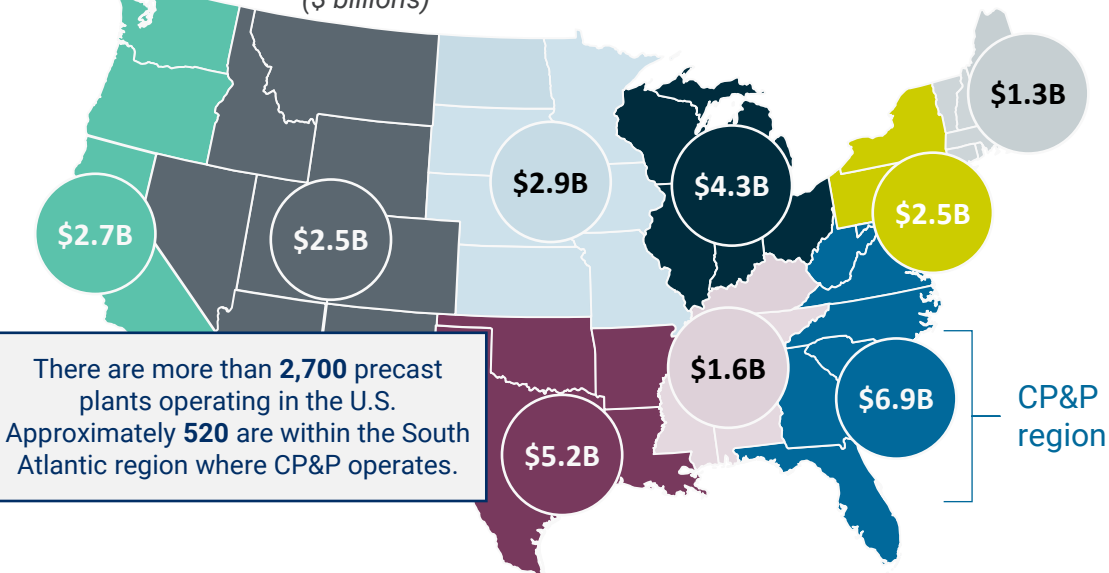 ($ billions)
$1.3B
$2.9B
$4.3B
$2.5B
$2.7B
$2.5B
There are more than 2,700 precast
plants operating in the U.S.
Approximately 520 are within the South
Atlantic region where CP&P operates.
$1.6B
$6.9B
CP&P
region
$5.2B